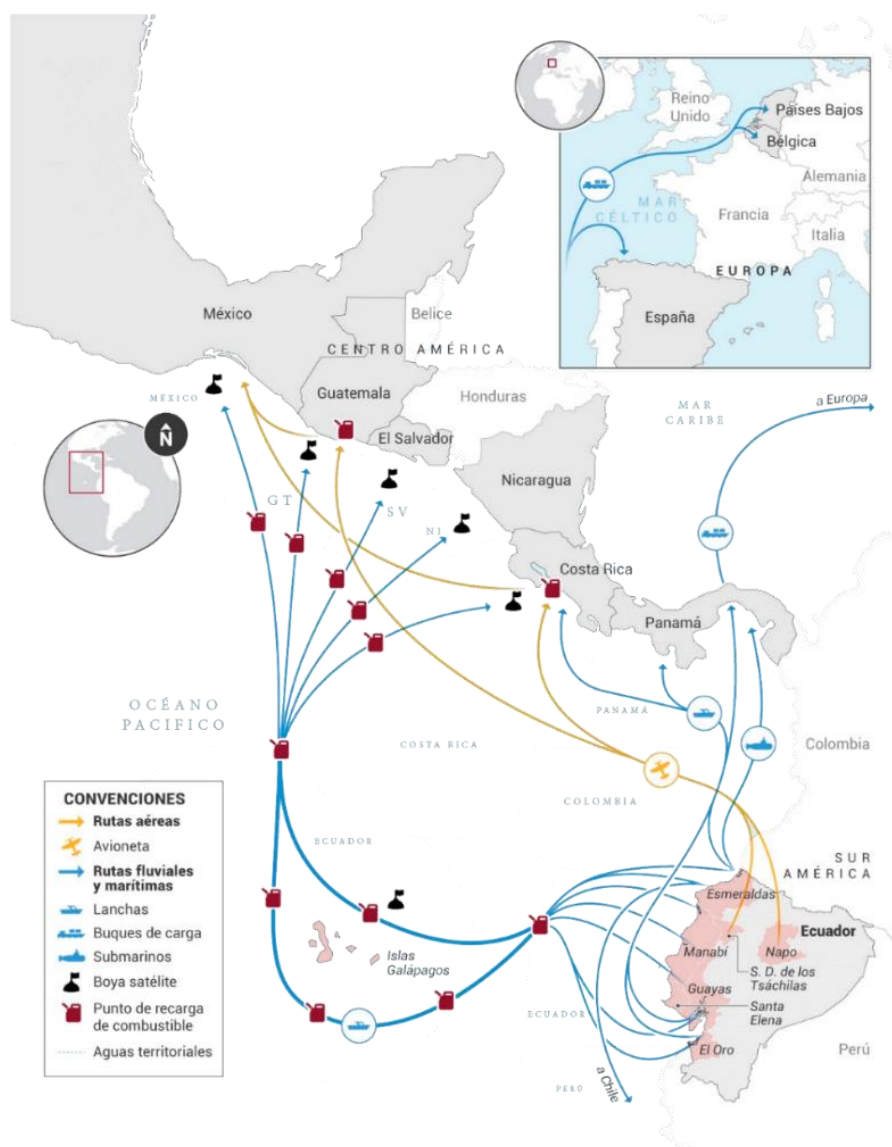 Reino
Unido
Países Bajos
Bélgica
Alemania
MAR
CÉLTICO
Francia
Italia
EUROPA
España
México
Belice
CENTRO AMÉRICA
Guatemala
Honduras
MÉXICO
El Salvador
MAR
CARIBE
a Europa
N
Nicaragua
GT
SV
NI
Costa Rica
Panamá
OCÉANO
PACIFICO
PANAMÁ
COSTA RICA
Colombia
COLOMBIA
CONVENCIONES
Rutas aéreas
Avioneta
Rutas fluviales
y marítimas
Lanchas
Buques de carga
Submarinos
Boya satélite
Punto de recarga
de combustible
Aguas territoriales
ECUADOR
SUR
AMÉRICA
Esmeraldas
Ecuador
Islas
Galápagos
Manabí
Napo
S. D. de los
Tsáchilas
Guayas
Santa
Elena
ECUADOR
El Oro
Perú
PERÚ
a Chile